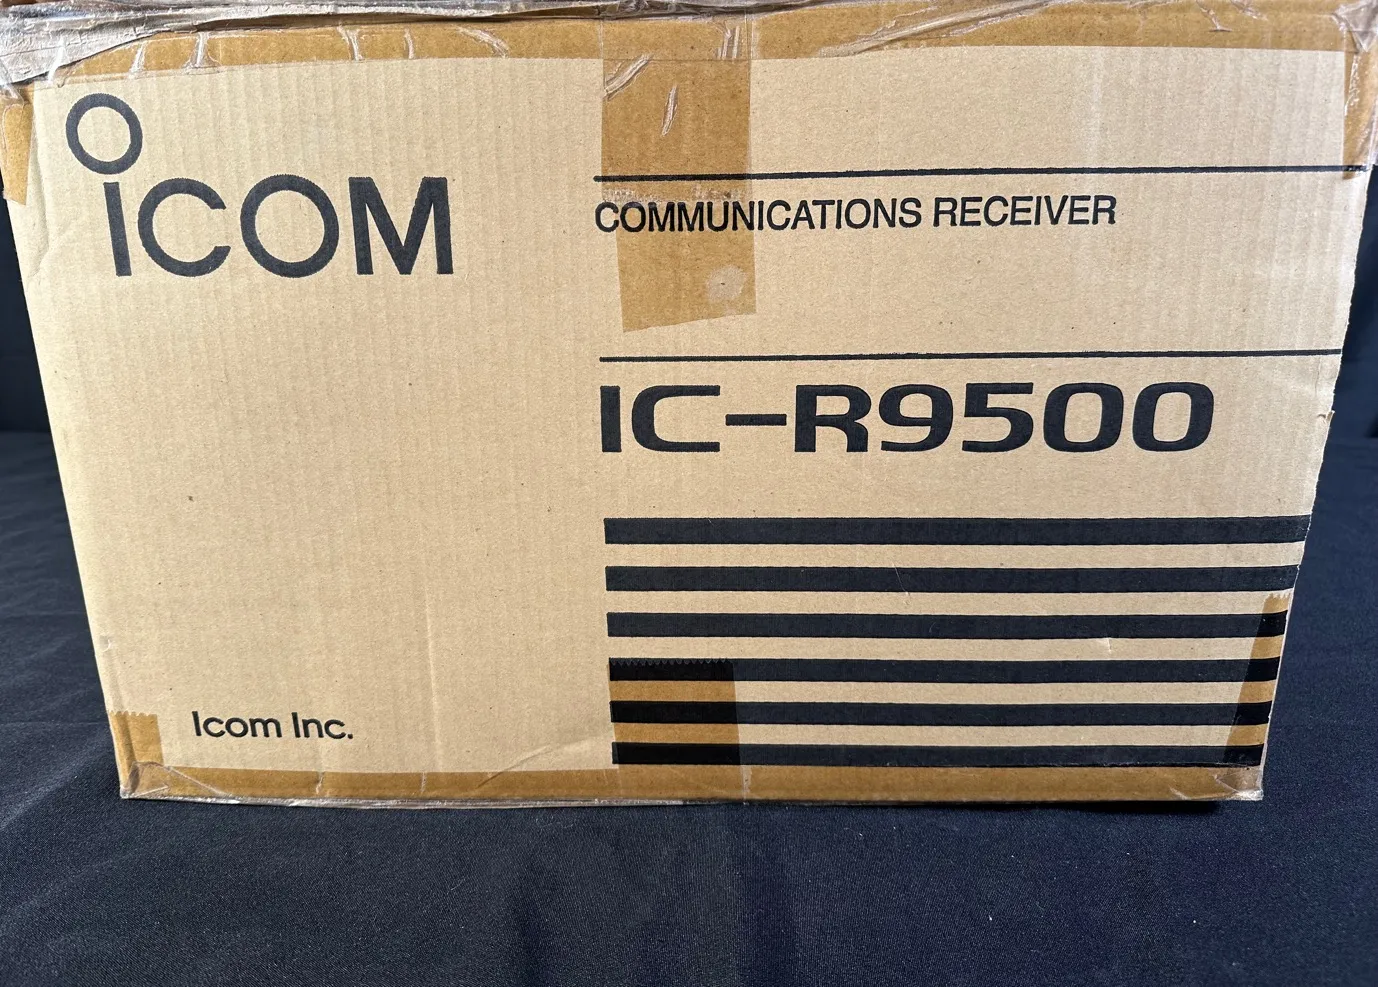 iCOM
COMMUNICATIONS RECEIVER
IC-R9500
Icom Inc.